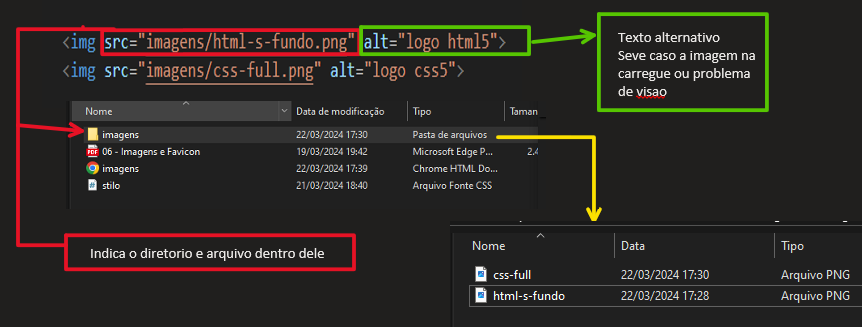 <img src="imagens/html-s-fundo.png" alt="logo html5">
<img src="imagens/css-full.png" alt="logo css5">
Texto alternativo
Seve caso a imagem na
carregue ou problema
de visao
Nome Data de modificação Tipo Taman
imagens 22/03/2024 17:30 Pasta de arquivos
06 - Imagens e Favicon 19/03/2024 19:42 Microsoft Edge P... 2.4
imagens 22/03/2024 17:39 Chrome HTML Do...
stilo 21/03/2024 18:40 Arquivo Fonte CSS
Indica o diretorio e arquivo dentro dele
Nome Data Tipo
css-full 22/03/2024 17:30 Arquivo PNG
html-s-fundo 22/03/2024 17:28 Arquivo PNG